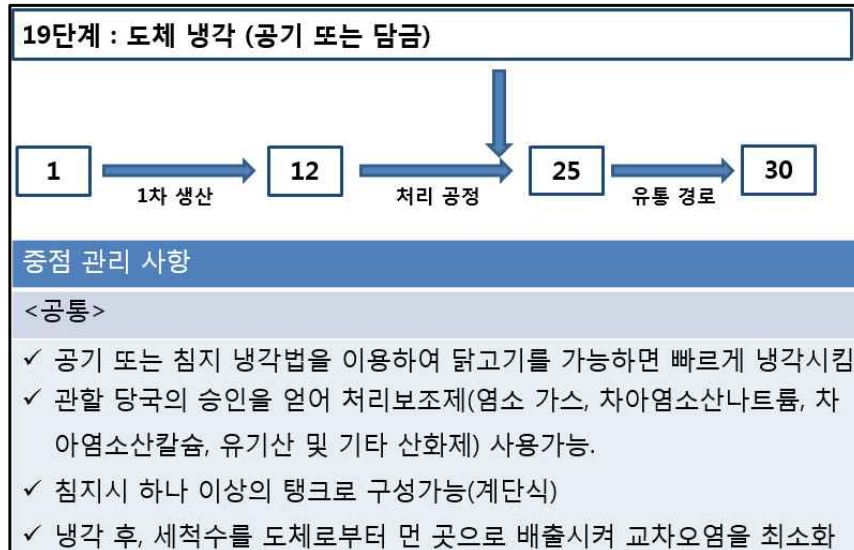 19단계 : 도체 냉각 (공기 또는 담금)
1
12
25
30
1차 생산
처리 공정
유통 경로
중점 관리 사항
<공통>
✓ 공기 또는 침지 냉각법을 이용하여 닭고기를 가능하면 빠르게 냉각시킴
✓ 관할 당국의 승인을 얻어 처리보조제(염소 가스, 차아염소산나트륨, 차
아염소산칼슘, 유기산 및 기타 산화제) 사용가능.
✓ 침지시 하나 이상의 탱크로 구성가능(계단식)
✓ 냉각 후, 세척수를 도체로부터 먼 곳으로 배출시켜 교차오염을 최소화